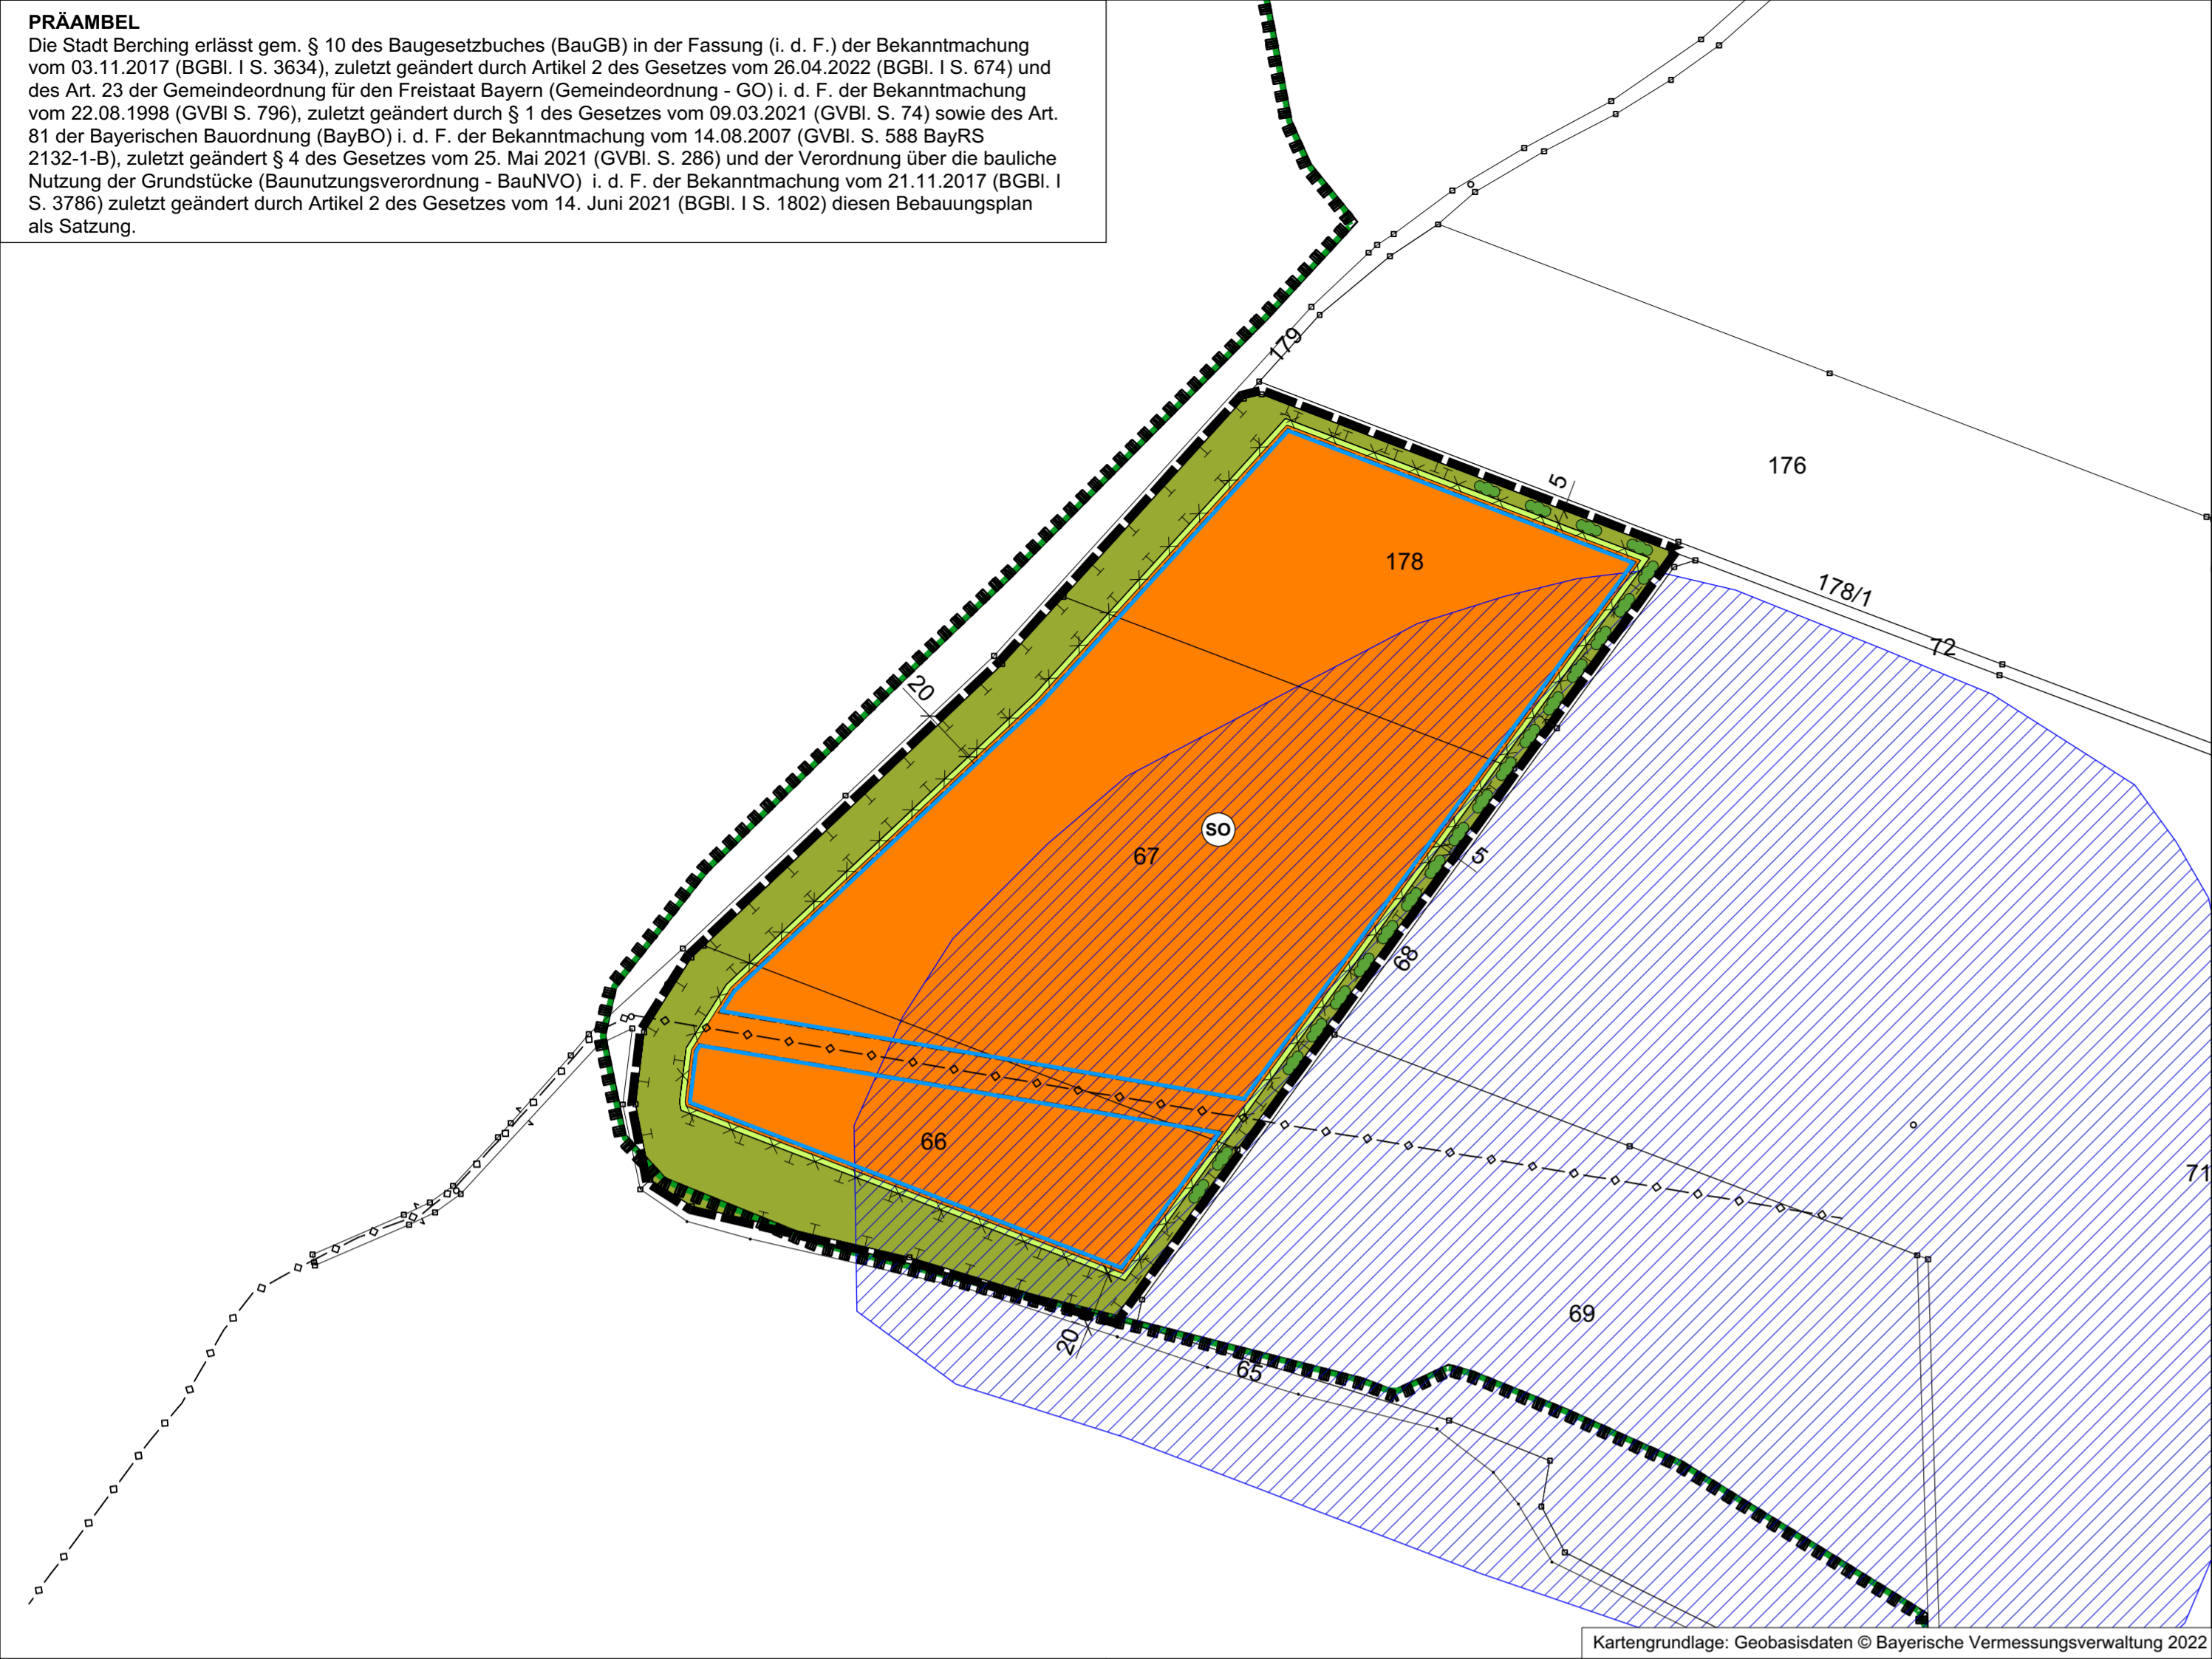 PRÄAMBEL
Die Stadt Berching erlässt gem. § 10 des Baugesetzbuches (BauGB) in der Fassung (i. d. F.) der Bekanntmachung
vom 03.11.2017 (BGBl. I S. 3634), zuletzt geändert durch Artikel 2 des Gesetzes vom 26.04.2022 (BGBl. I S. 674) und
des Art. 23 der Gemeindeordnung für den Freistaat Bayern (Gemeindeordnung - GO) i. d. F. der Bekanntmachung
vom 22.08.1998 (GVBl S. 796), zuletzt geändert durch § 1 des Gesetzes vom 09.03.2021 (GVBl. S. 74) sowie des Art.
81 der Bayerischen Bauordnung (BayBO) i. d. F. der Bekanntmachung vom 14.08.2007 (GVBl. S. 588 BayRS
2132-1-B), zuletzt geändert § 4 des Gesetzes vom 25. Mai 2021 (GVBl. S. 286) und der Verordnung über die bauliche
Nutzung der Grundstücke (Baunutzungsverordnung - BauNVO) i. d. F. der Bekanntmachung vom 21.11.2017 (BGBl. I
S. 3786) zuletzt geändert durch Artikel 2 des Gesetzes vom 14. Juni 2021 (BGBl. I S. 1802) diesen Bebauungsplan
als Satzung.
179
176
5
178
178/1
72
20
SO
67
5
68
66
71
69
20
65
Kartengrundlage: Geobasisdaten © Bayerische Vermessungsverwaltung 2022